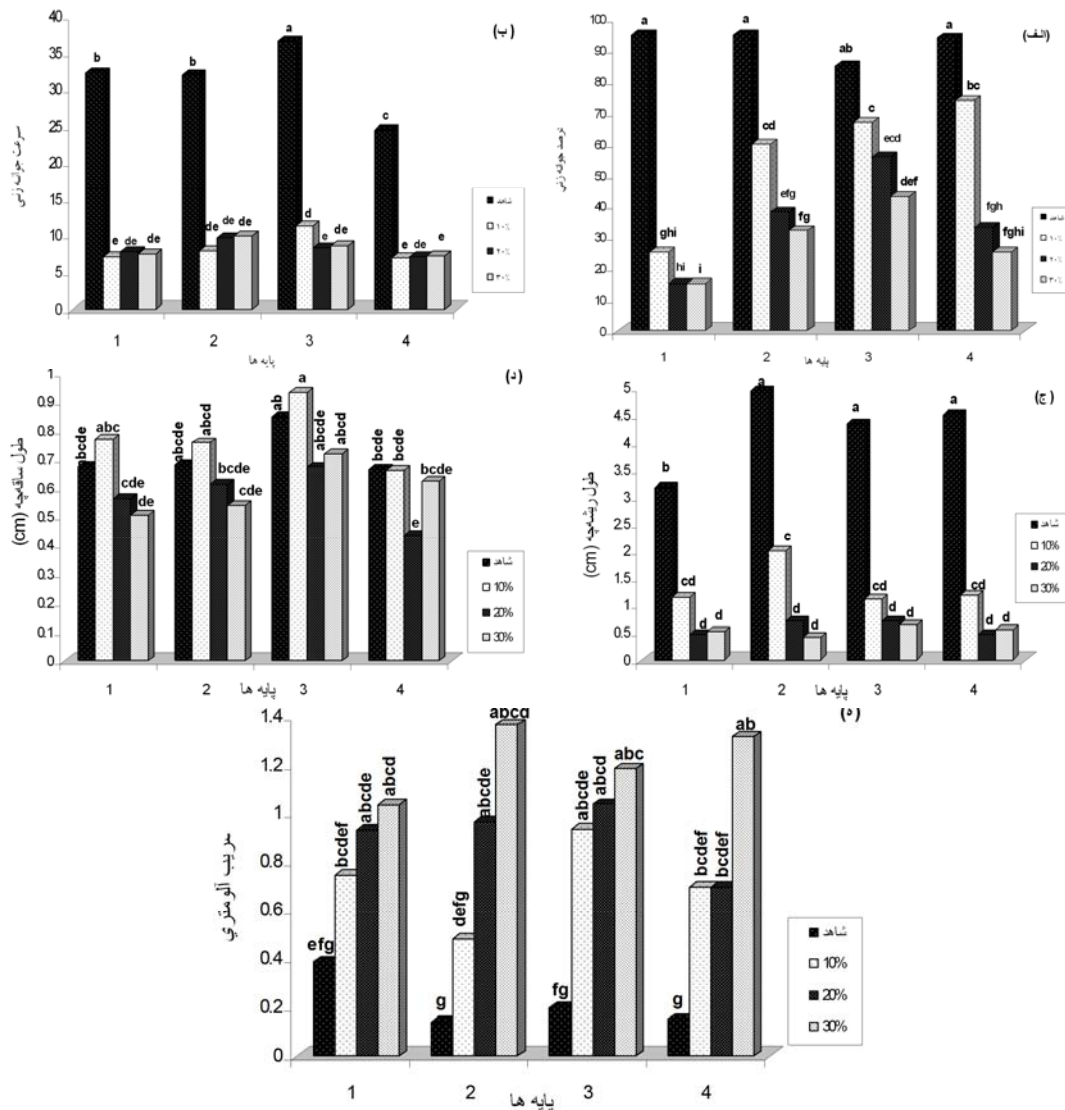 (الف)
درصد جوانه زنی
100
90
80
70
60
50
40
30
20
10
0
a a ab a
ghi hi i
cd efg fg
c ecd def
bc fgh fghi
1 2 3 4
پایه ها
شاهد
۱۰%
۲۰%
۳۰%
(ب)
سرعت جوانه زنی
40
35
30
25
20
15
10
5
0
b b a c
e de de
de de de
d e de
e de e
1 2 3 4
پایه ها
شاهد
۱۰%
۲۰%
۳۰%
(ج)
طول ریشه‌چه (cm)
5
4.5
4
3.5
3
2.5
2
1.5
1
0.5
0
b a a a
cd d d
c d d
cd d d
cd d d
1 2 3 4
پایه ها
شاهد
10%
20%
30%
(د)
طول ساقه‌چه (cm)
1
0.9
0.8
0.7
0.6
0.5
0.4
0.3
0.2
0.1
0
bcde abc cde de
abcde abcd bcde cde
ab a abcde abcd
bcde bcde e bcde
1 2 3 4
پایه ها
شاهد
10%
20%
30%
(ه)
ضریب آلومتري
1.4
1.2
1
0.8
0.6
0.4
0.2
0
efg bcdef abcde abcd
g defg abcde abcg
fg abcde abcd abc
g bcdef bcdef ab
1 2 3 4
پایه ها
شاهد
10%
20%
30%